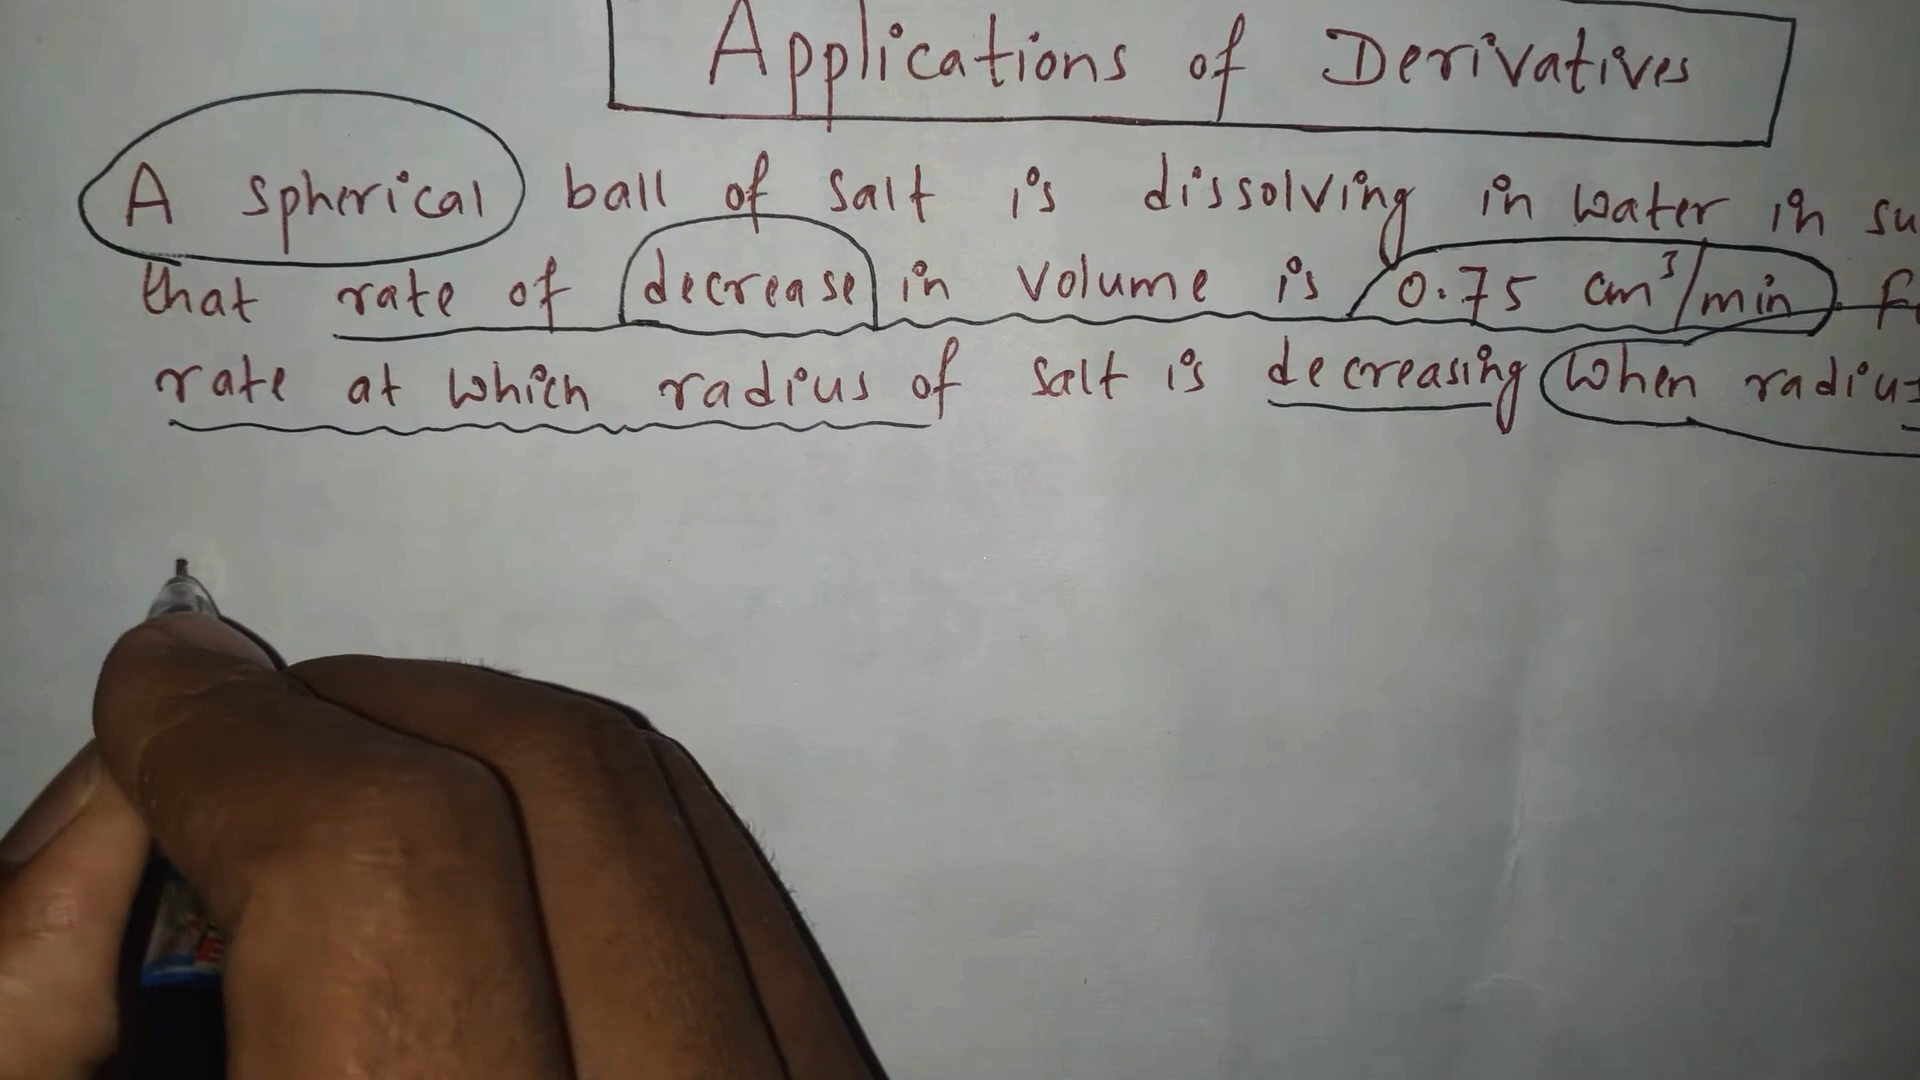 Applications of Derivatives
A spherical ball of salt is dissolving in water in su
that rate of decrease in volume is 0.75 cm³/min. F
rate at which radius of salt is decreasing when radius